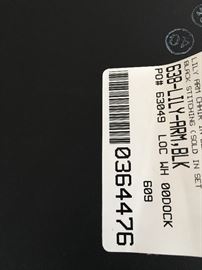 LILY ARM CHAIR IN BL
BLACK STITCHING (SOLD IN SET
638-LILY-ARM,BLK
PO# 63049 LOC WH 00DOCK
609
0364476